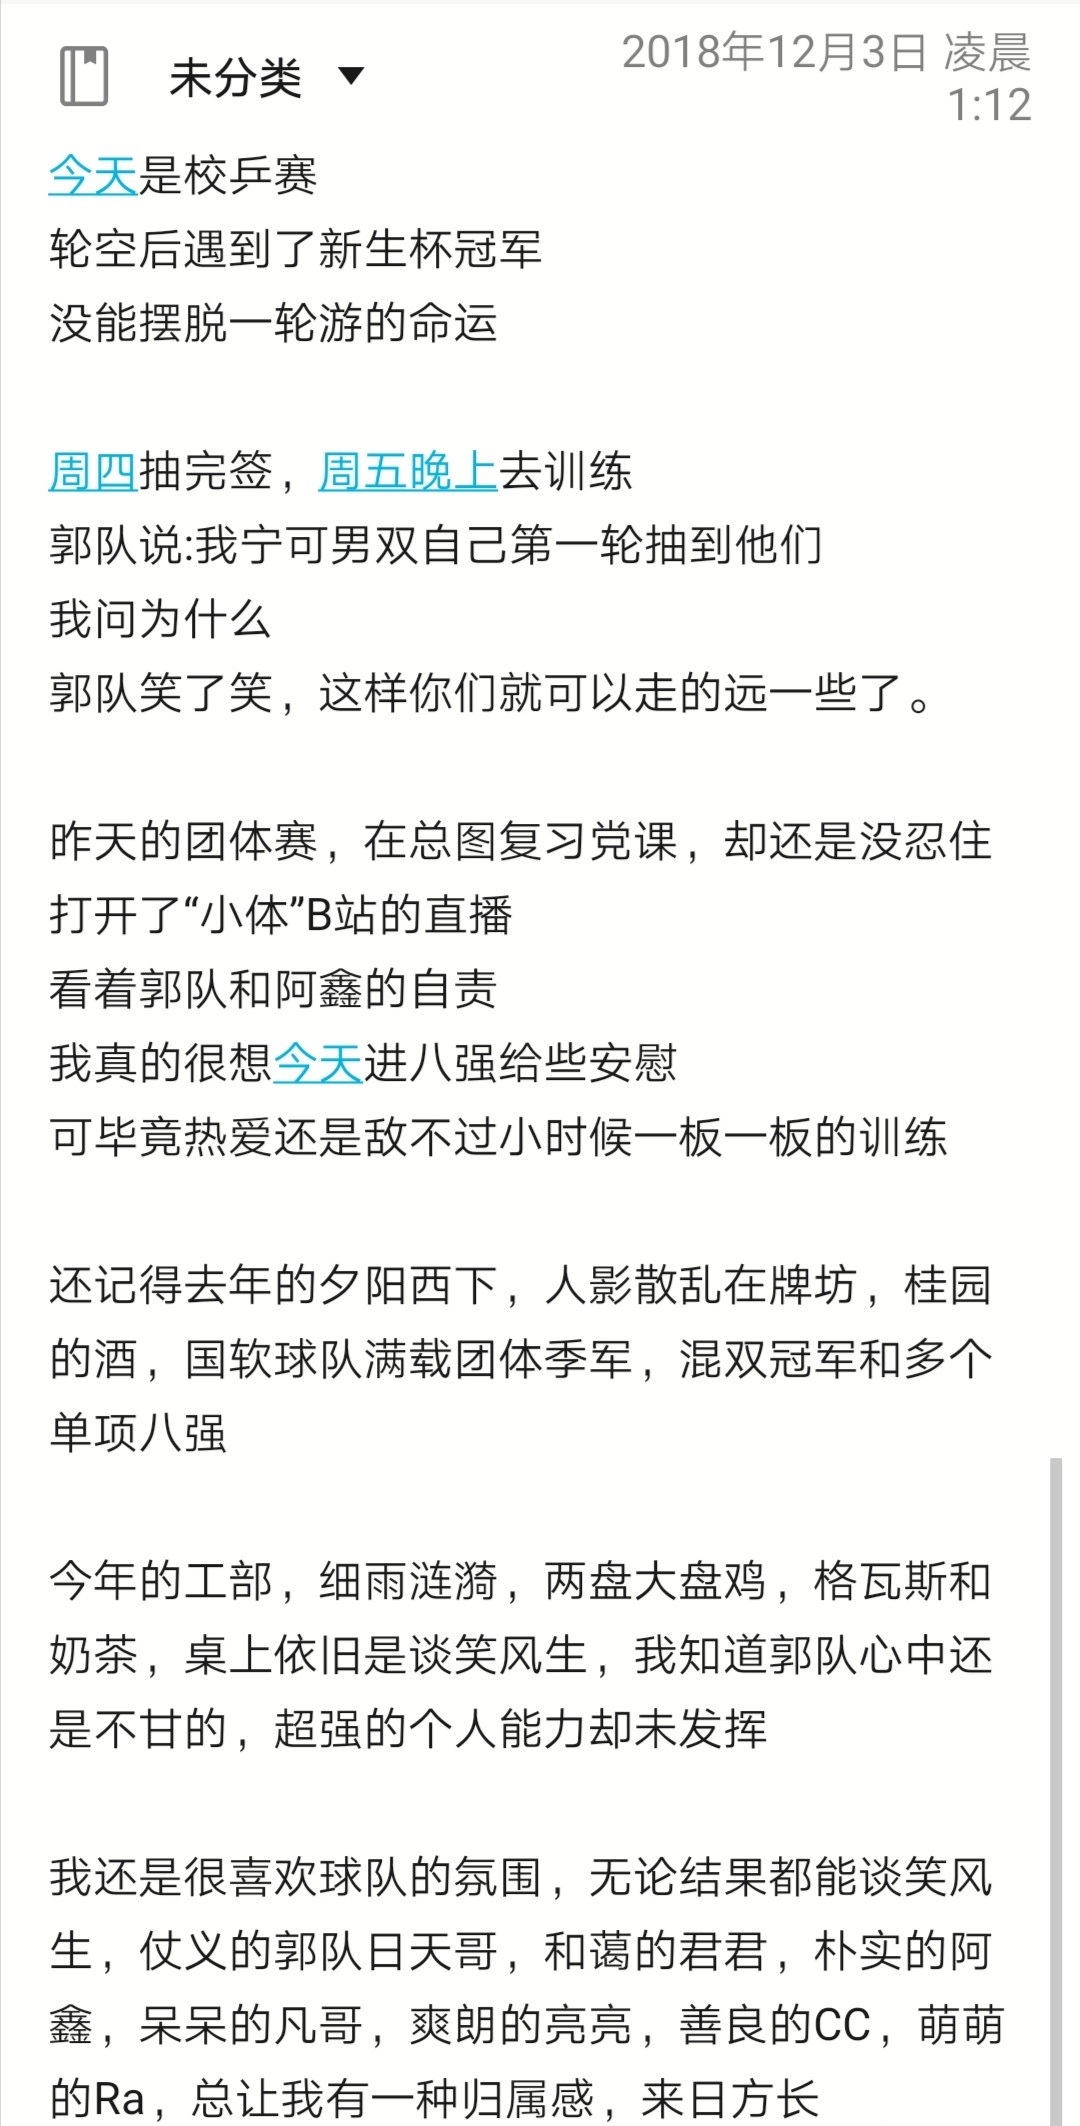 未分类
2018年12月3日 凌晨
1:12
今天是校乒赛
轮空后遇到了新生杯冠军
没能摆脱一轮游的命运
周四抽完签，周五晚上去训练
郭队说:我宁可男双自己第一轮抽到他们
我问为什么
郭队笑了笑，这样你们就可以走的远一些了。
昨天的团体赛，在总图复习党课，却还是没忍住
打开了“小体”B站的直播
看着郭队和阿鑫的自责
我真的很想今天进八强给些安慰
可毕竟热爱还是敌不过小时候一板一板的训练
还记得去年的夕阳西下，人影散乱在牌坊，桂园
的酒，国软球队满载团体季军，混双冠军和多个
单项八强
今年的工部，细雨涟漪，两盘大盘鸡，格瓦斯和
奶茶，桌上依旧是谈笑风生，我知道郭队心中还
是不甘的，超强的个人能力却未发挥
我还是很喜欢球队的氛围，无论结果都能谈笑风
生，仗义的郭队日天哥，和蔼的君君，朴实的阿
鑫，呆呆的凡哥，爽朗的亮亮，善良的CC，萌萌
的Ra，总让我有一种归属感，来日方长